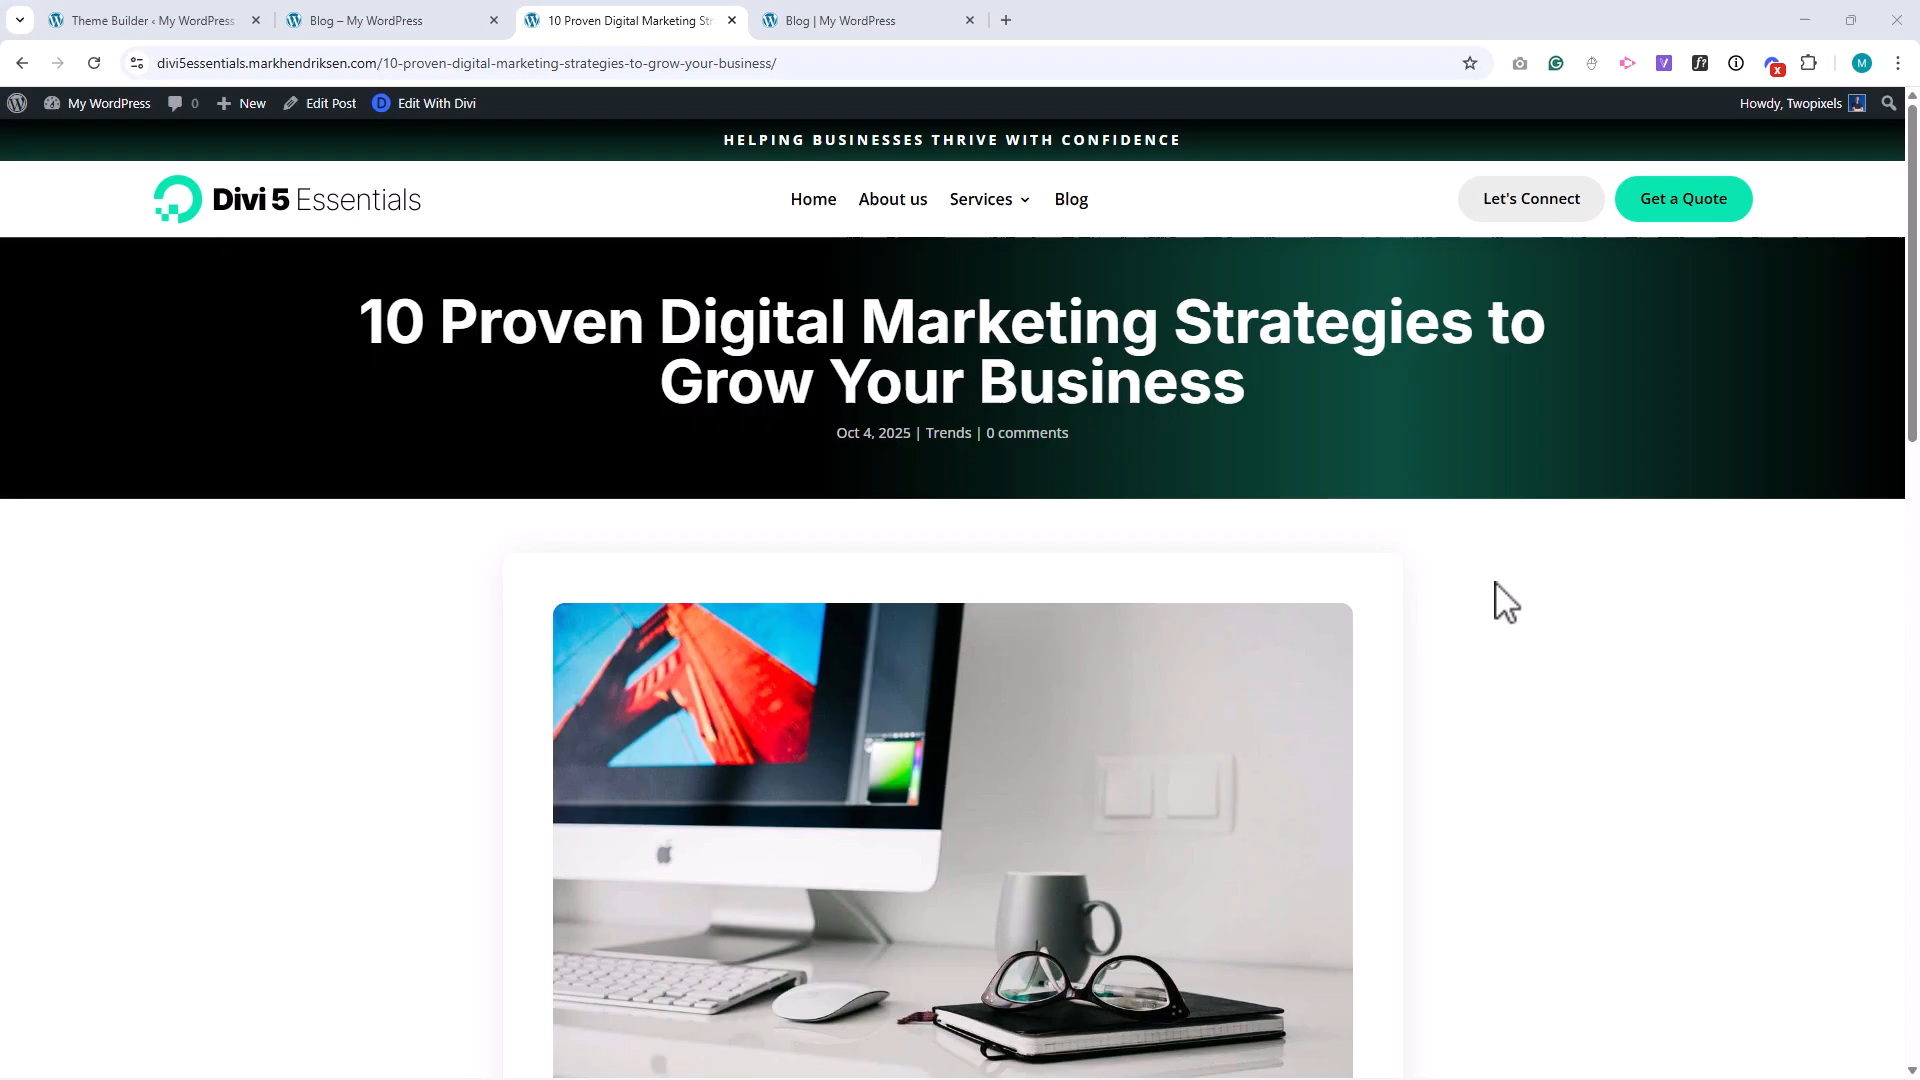 Theme Builder ‹ My WordPress
Blog – My WordPress
10 Proven Digital Marketing Str
Blog | My WordPress
divi5essentials.markhendriksen.com/10-proven-digital-marketing-strategies-to-grow-your-business/
M
My WordPress
0
New
Edit Post
Edit With Divi
Howdy, Twopixels
HELPING BUSINESSES THRIVE WITH CONFIDENCE
Divi 5 Essentials
Home
About us
Services
Blog
Let's Connect
Get a Quote
10 Proven Digital Marketing Strategies to
Grow Your Business
Oct 4, 2025 | Trends | 0 comments